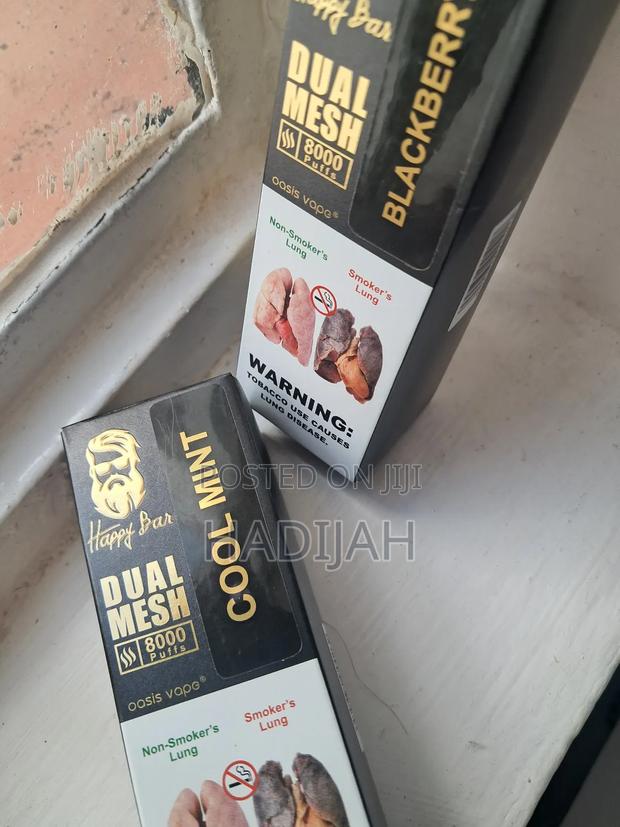 Happy Bar
DUAL
MESH
8000
Puffs
oasis vape®
BLACKBERRY
Non-Smoker's
Lung
Smoker's
Lung
WARNING:
TOBACCO USE CAUSES
LUNG DISEASE.
POSTED ON JIJI
HADIJAH
Happy Bar
DUAL
MESH
8000
Puffs
oasis vape®
COOL MINT
Non-Smoker's
Lung
Smoker's
Lung